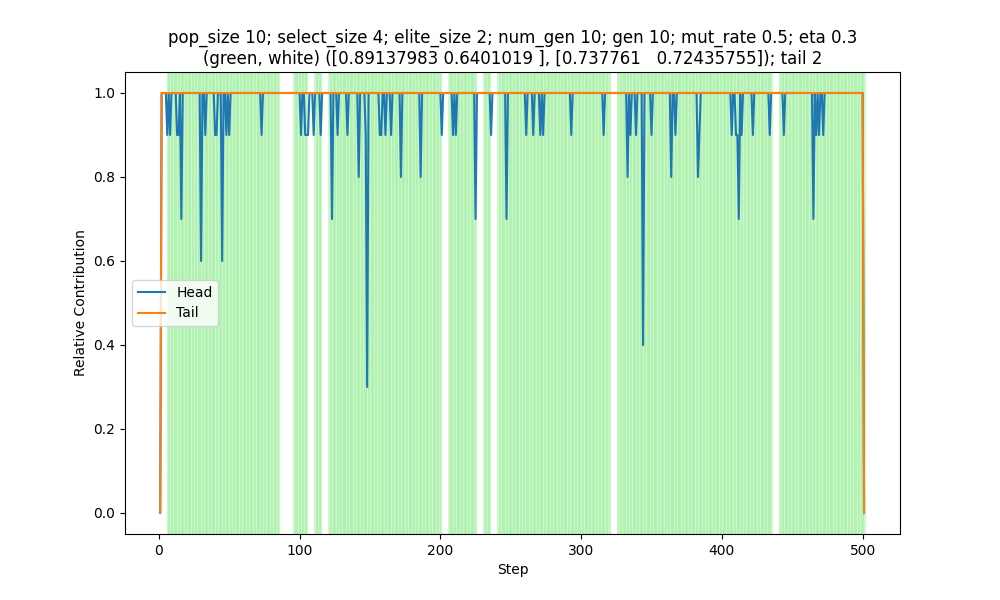 pop_size 10; select_size 4; elite_size 2; num_gen 10; gen 10; mut_rate 0.5; eta 0.3
(green, white) ([0.89137983 0.6401019 ], [0.737761   0.72435755]); tail 2
1.0
0.8
0.6
0.4
0.2
0.0
Relative Contribution
Head
Tail
0
100
200
300
400
500
Step